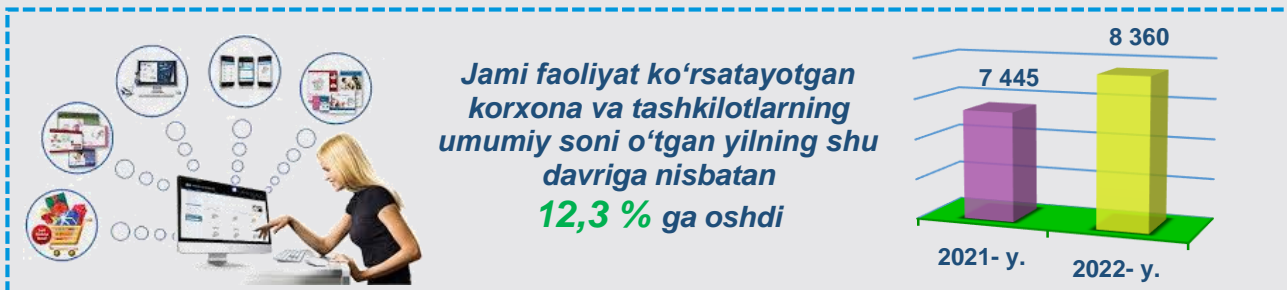 Jami faoliyat ko‘rsatayotgan
korxona va tashkilotlarning
umumiy soni o‘tgan yilning shu
davriga nisbatan
12,3 % ga oshdi
7 445
8 360
2021- y.
2022- y.